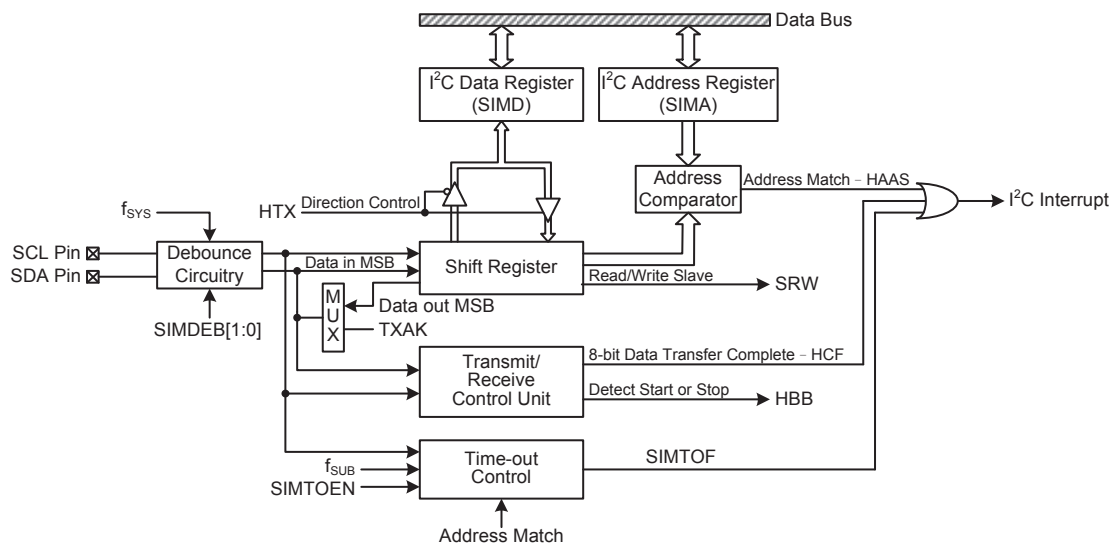 Data Bus
I²C Data Register
(SIMD)
I²C Address Register
(SIMA)
Address
Comparator
Address Match - HAAS
I²C Interrupt
HTX
Direction Control
fSYS
SCL Pin
SDA Pin
Debounce
Circuitry
Data in MSB
Shift Register
Read/Write Slave
SRW
SIMDEB[1:0]
MUX
Data out MSB
TXAK
Transmit/
Receive
Control Unit
8-bit Data Transfer Complete - HCF
Detect Start or Stop
HBB
fSUB
SIMTOEN
Time-out
Control
SIMTOF
Address Match